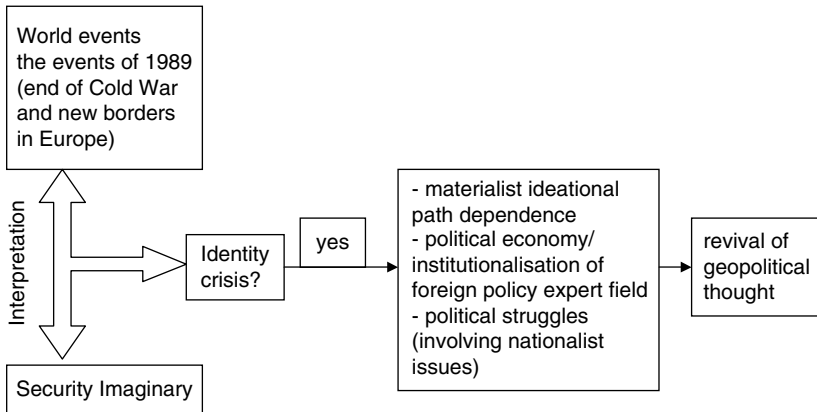 World events
the events of 1989
(end of Cold War
and new borders
in Europe)
Interpretation
Security Imaginary
Identity
crisis?
yes
- materialist ideational
path dependence
- political economy/
institutionalisation of
foreign policy expert field
- political struggles
(involving nationalist
issues)
revival of
geopolitical
thought